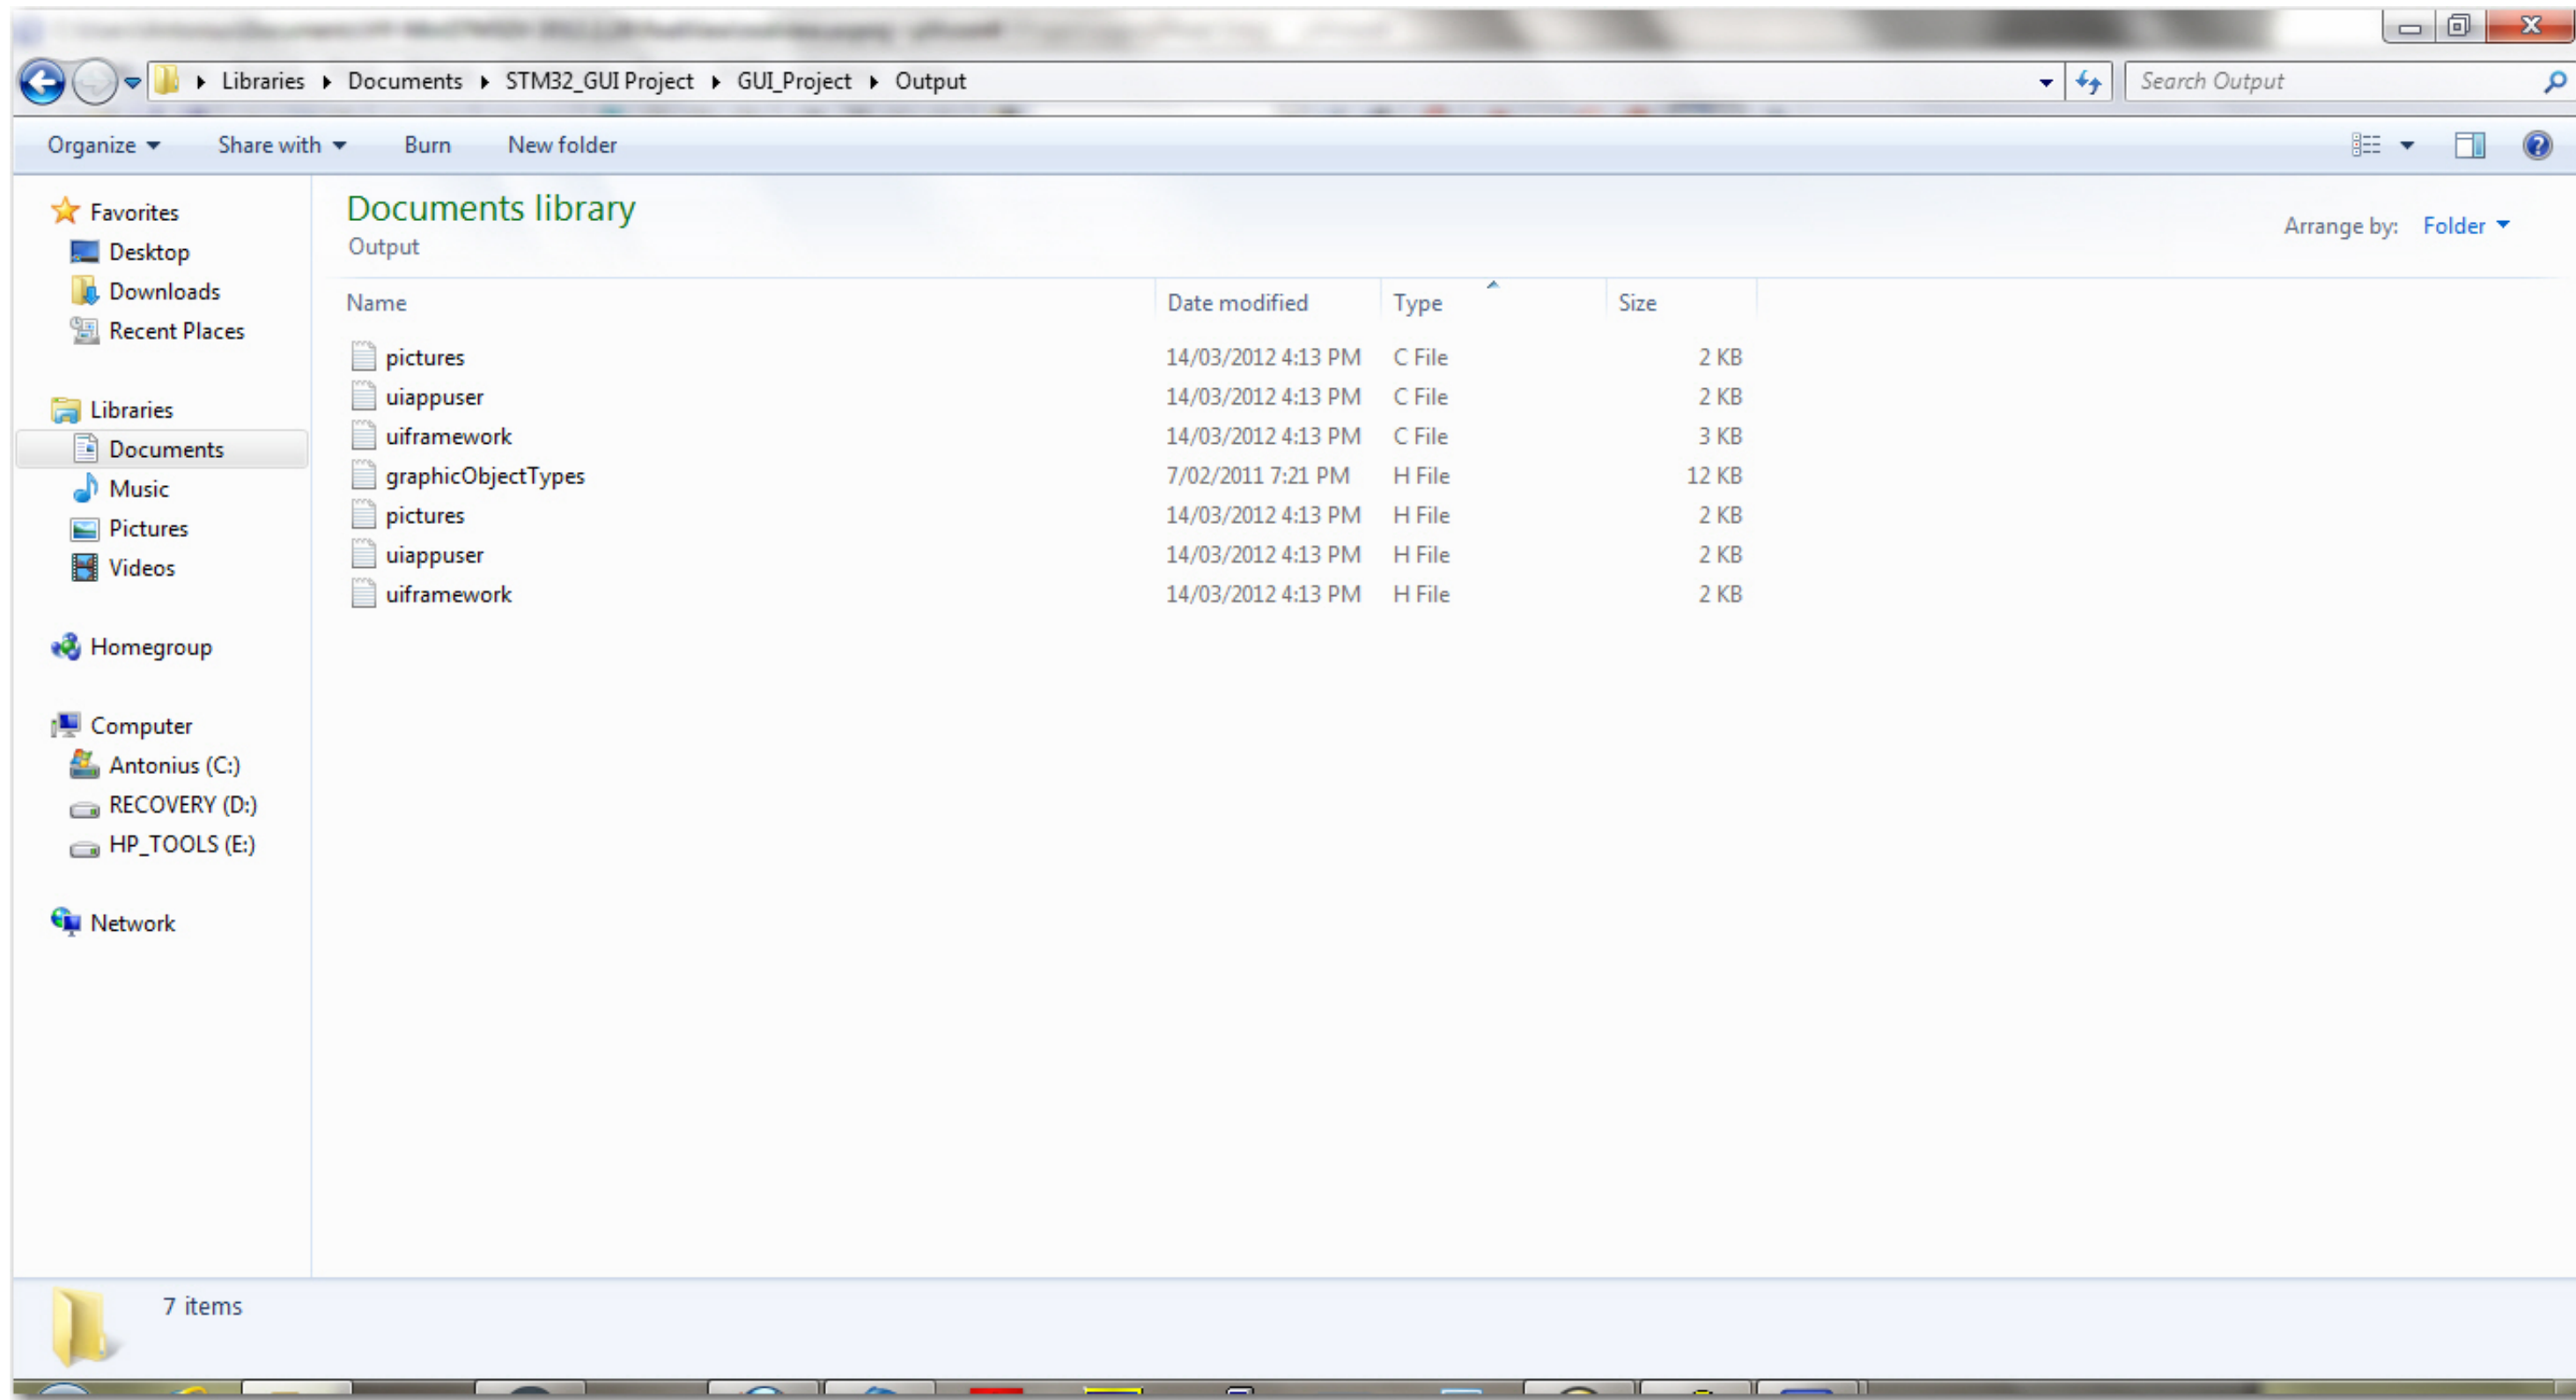 Libraries Documents STM32_GUI Project GUI_Project Output
Search Output
Organize Share with Burn New folder
Favorites
Desktop
Downloads
Recent Places
Libraries
Documents
Music
Pictures
Videos
Homegroup
Computer
Antonius (C:)
RECOVERY (D:)
HP_TOOLS (E:)
Network
Documents library
Output
Arrange by: Folder
Name Date modified Type Size
pictures 14/03/2012 4:13 PM C File 2 KB
uiappuser 14/03/2012 4:13 PM C File 2 KB
uiframework 14/03/2012 4:13 PM C File 3 KB
graphicObjectTypes 7/02/2011 7:21 PM H File 12 KB
pictures 14/03/2012 4:13 PM H File 2 KB
uiappuser 14/03/2012 4:13 PM H File 2 KB
uiframework 14/03/2012 4:13 PM H File 2 KB
7 items